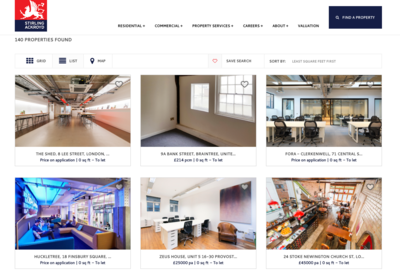 STIRLING
ACKROYD
RESIDENTIAL
COMMERCIAL
PROPERTY SERVICES
CAREERS
ABOUT
VALUATION
FIND A PROPERTY
140 PROPERTIES FOUND
GRID
LIST
MAP
SAVE SEARCH
SORT BY:
LEAST SQUARE FEET FIRST
THE SHED, 8 LEE STREET, LONDON, ...
Price on application | 0 sq ft - To let
RA BANK STREET, BRAINTREE, UNITE...
£214 pcm | 0 sq ft - To let
FORA – CLERKENWELL, 71 CENTRAL S...
Price on application | 0 sq ft - To let
HUCKLETREE, 18 FINSBURY SQUARE, ...
Price on application | 0 sq ft - To let
ZEUS HOUSE, UNIT 5 16-30 PROVOST...
£25000 pa | 0 sq ft - To let
24 STOKE NEWINGTON CHURCH ST, LO...
£45000 pa | 0 sq ft - To let